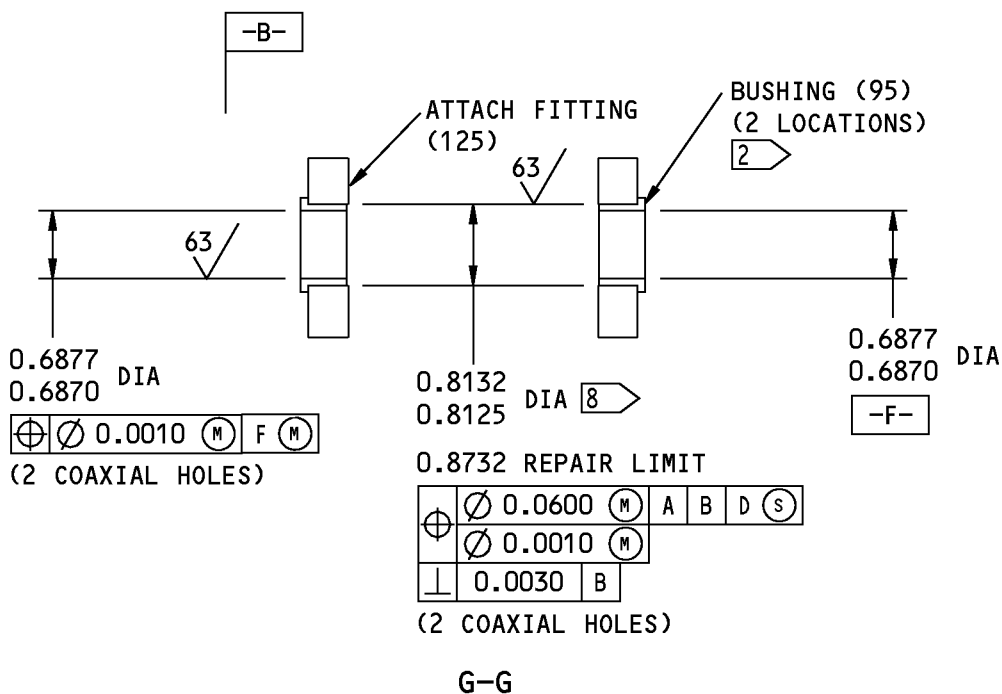 -B-
ATTACH FITTING
(125)
BUSHING (95)
(2 LOCATIONS)
2
63
63
0.6877
0.6870 DIA
⌖ ⌀ 0.0010 Ⓜ F Ⓜ
(2 COAXIAL HOLES)
0.8132
0.8125 DIA 8
0.8732 REPAIR LIMIT
⌖ ⌀ 0.0600 Ⓜ A B D Ⓢ
⌀ 0.0010 Ⓜ
⊥ 0.0030 B
(2 COAXIAL HOLES)
0.6877
0.6870 DIA
-F-
G-G